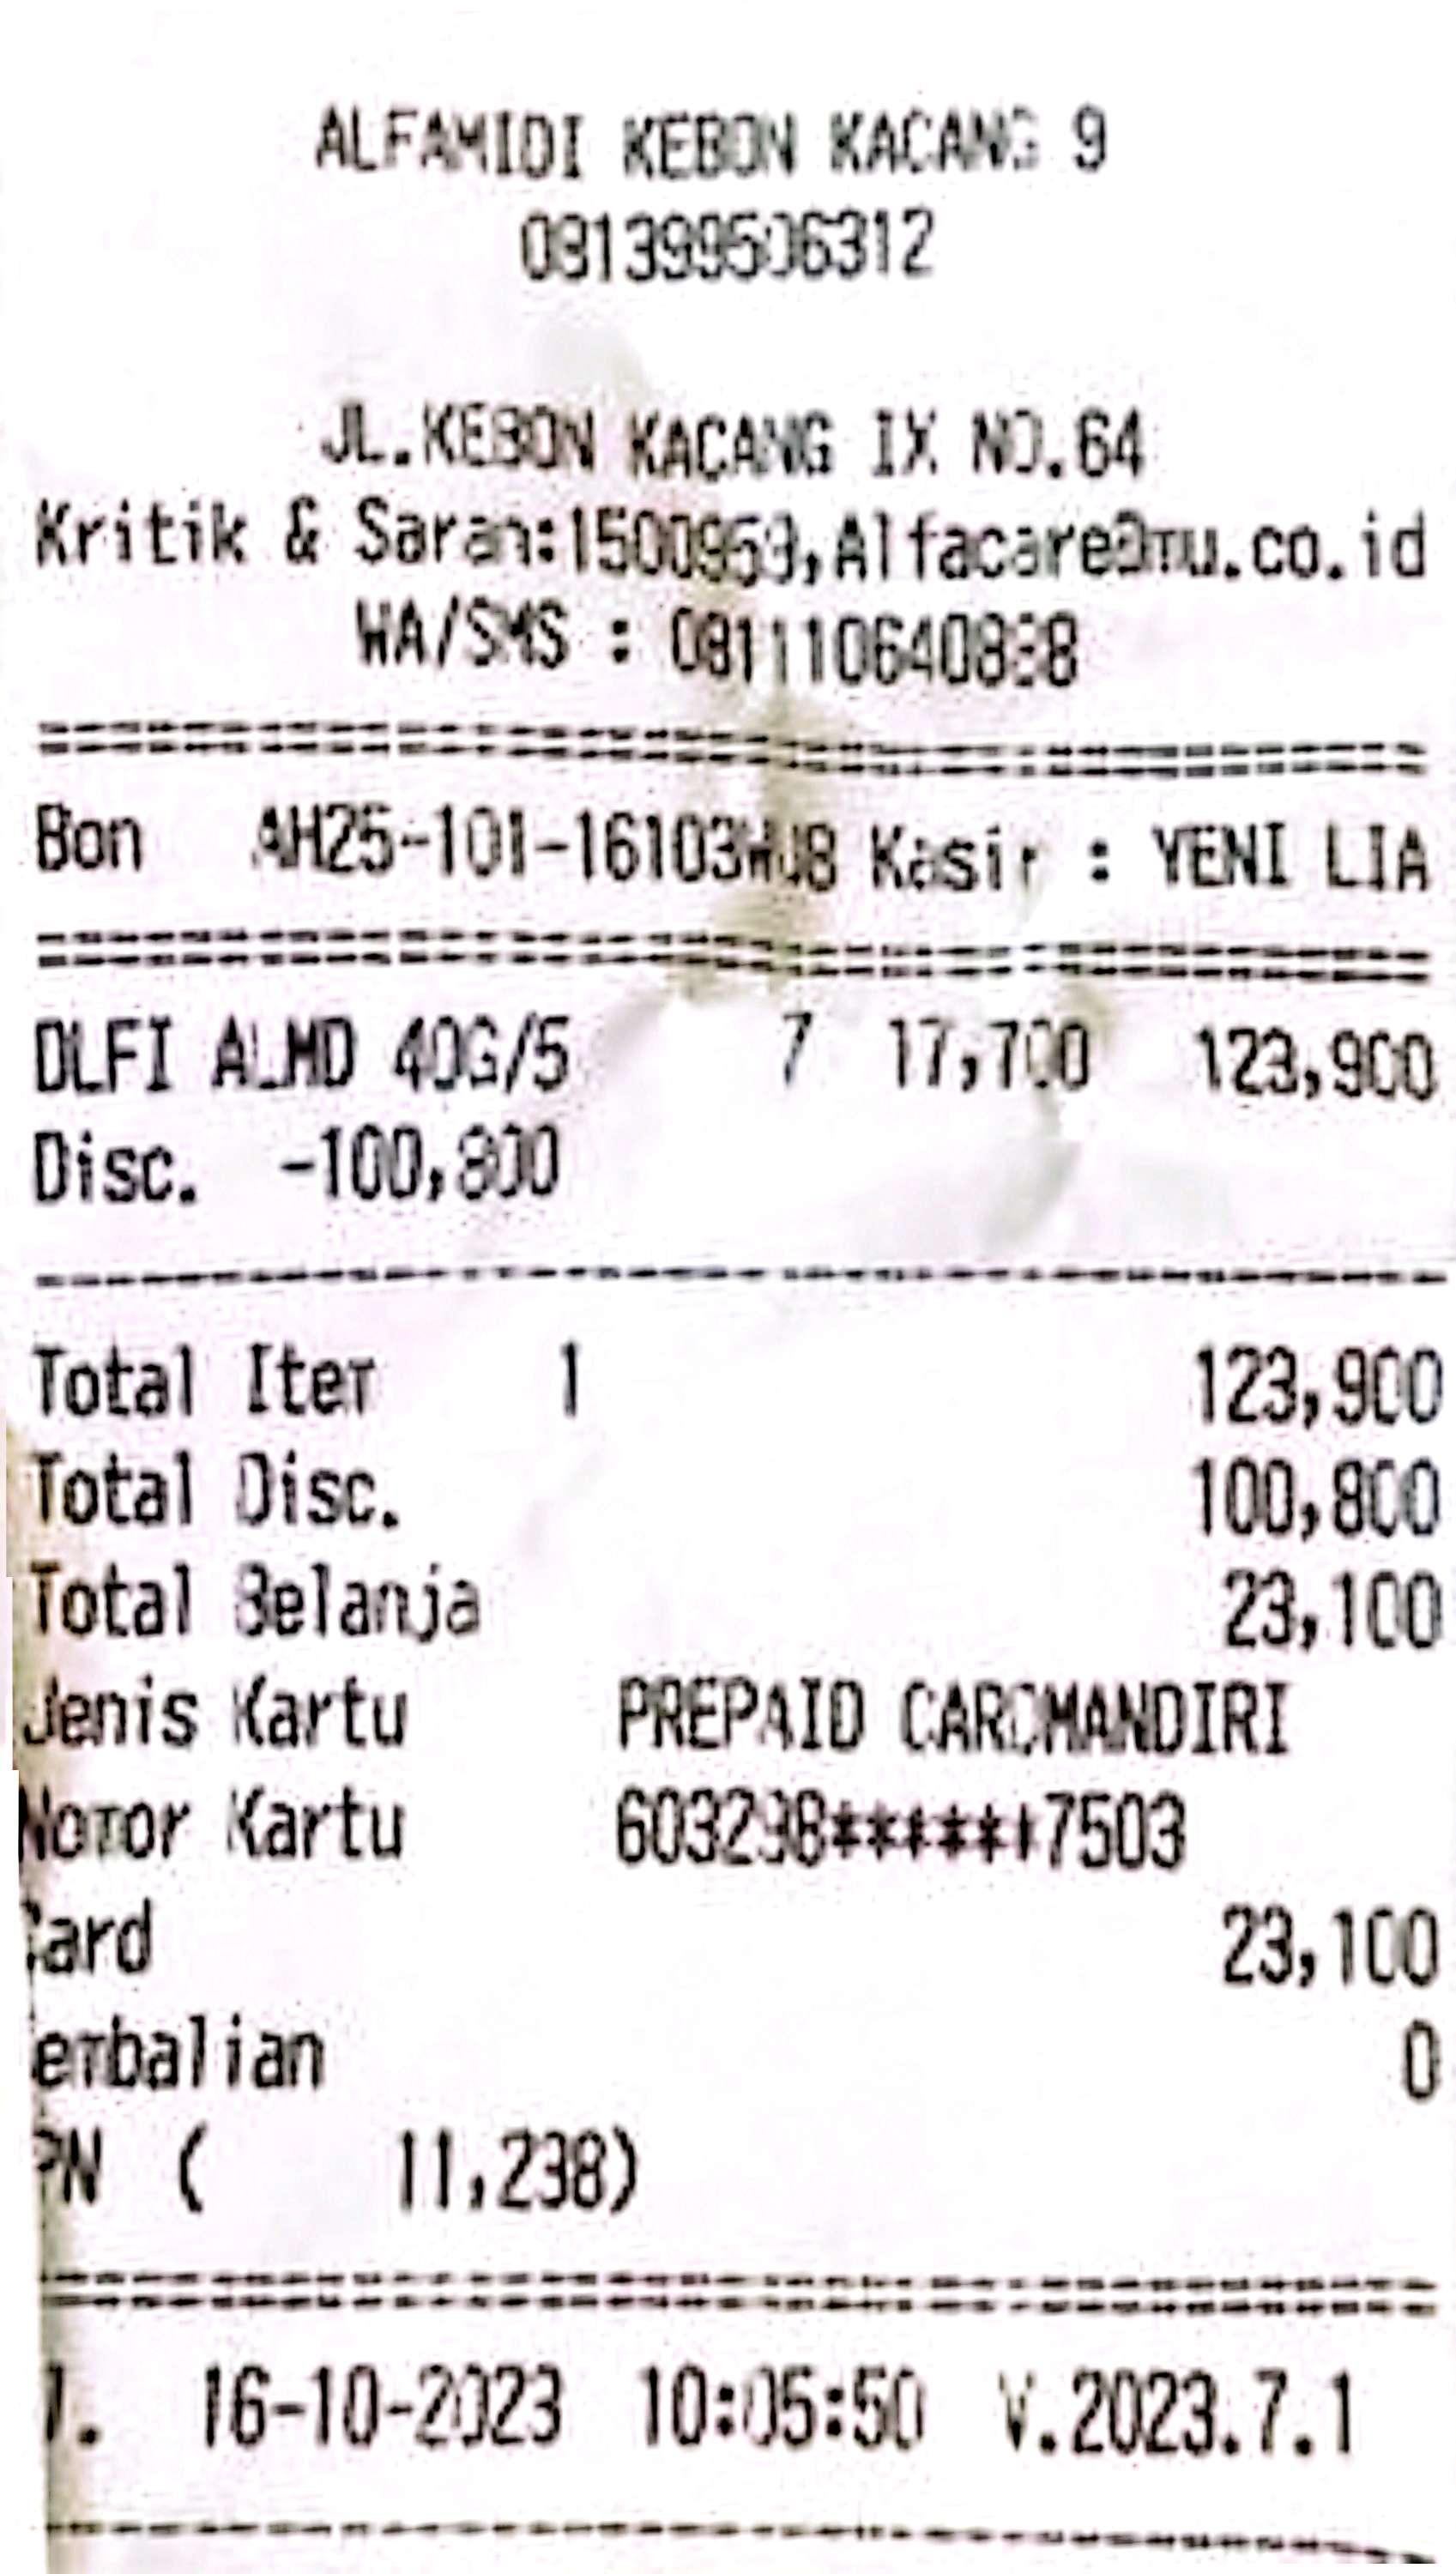 ALFAMIDI KEBON KACANG 9
081399506312
JL.KEBON KACANG IX NO.64
Kritik & Saran:1500959,Alfacare@mu.co.id
WA/SMS : 081110640888
Bon AH25-101-16103WJ8 Kasir : YENI LIA
DLFI ALMD 40G/5 7 17,700 123,900
Disc. -100,800
Total Item 1 123,900
Total Disc. 100,800
Total Belanja 23,100
Jenis Kartu PREPAID CARDMANDIRI
Nomor Kartu 603298******7503
Card 23,100
embalian 0
PN ( 11,238)
l. 16-10-2023 10:05:50 V.2023.7.1